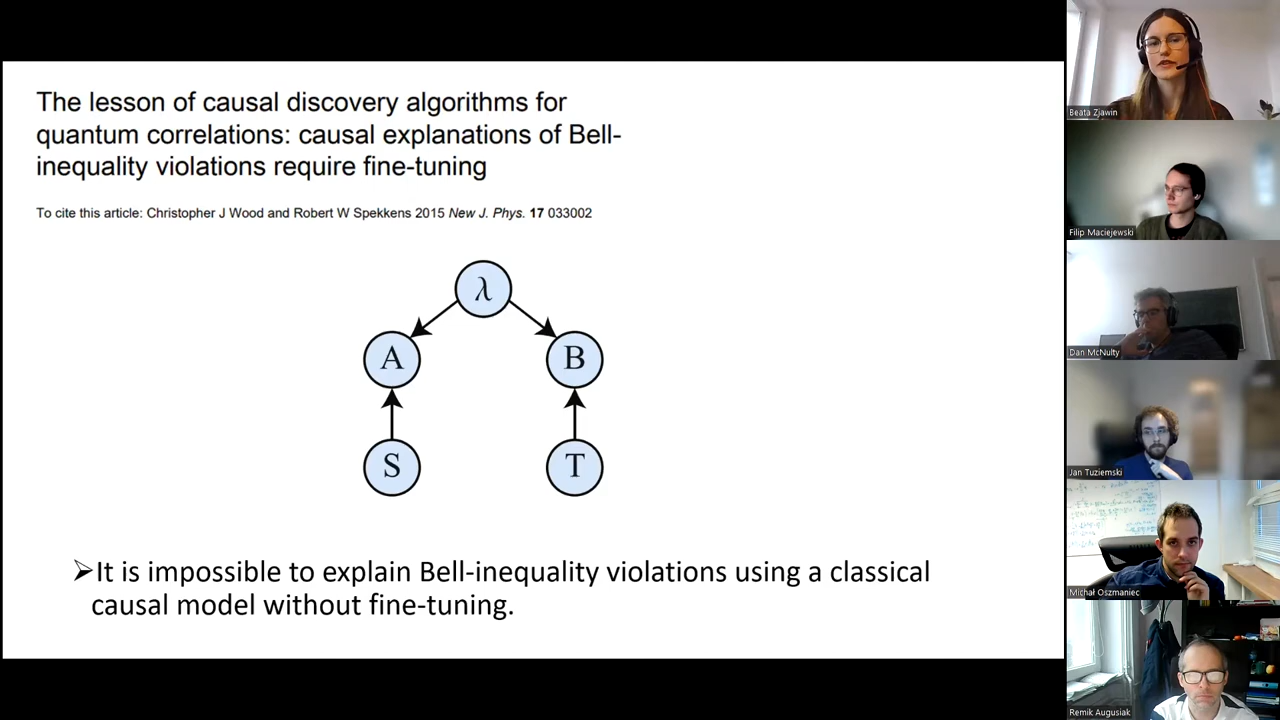 The lesson of causal discovery algorithms for
quantum correlations: causal explanations of Bell-
inequality violations require fine-tuning
To cite this article: Christopher J Wood and Robert W Spekkens 2015 New J. Phys. 17 033002
λ
A B
S T
➢It is impossible to explain Bell-inequality violations using a classical
causal model without fine-tuning.
Beata Zjawin
Filip Maciejewski
Dan McNulty
Jan Tuziemski
Michał Oszmaniec
Remik Augusiak